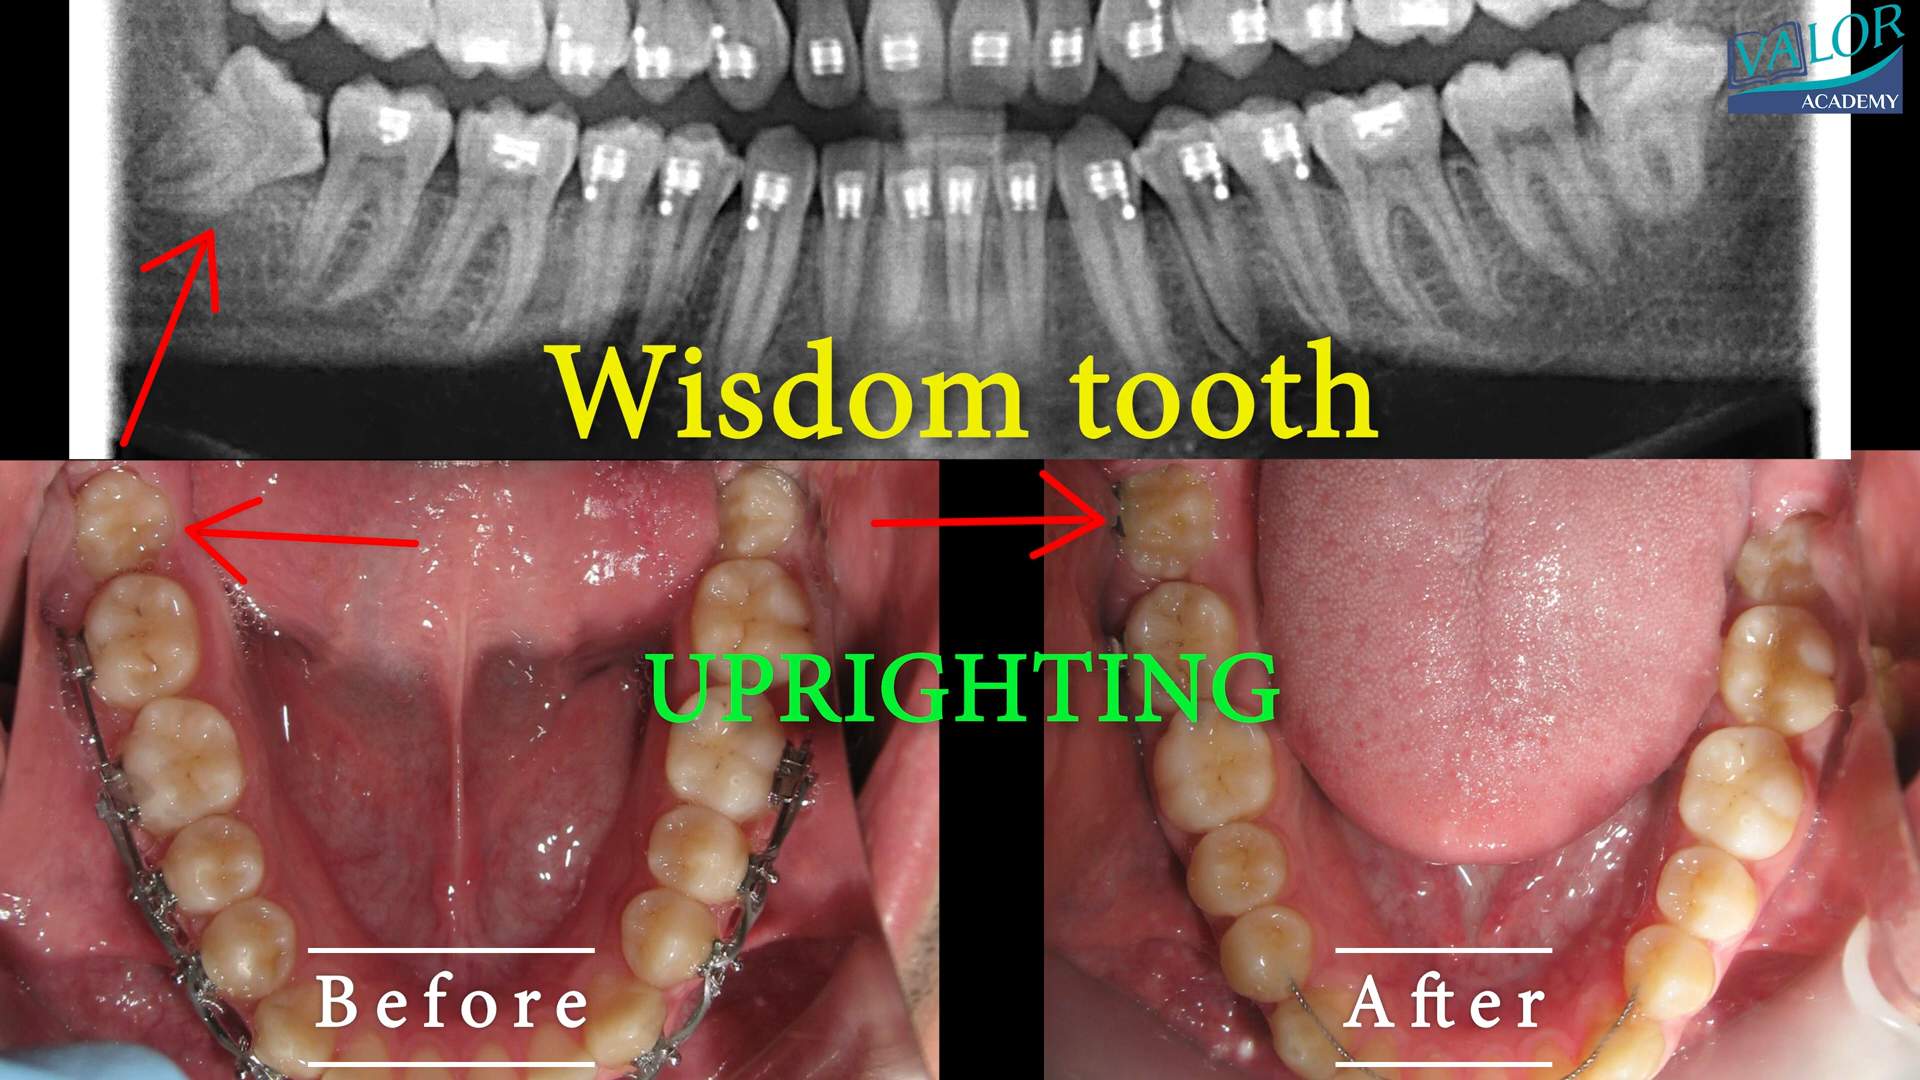 VALOR
ACADEMY
Wisdom tooth
UPRIGHTING
Before
After